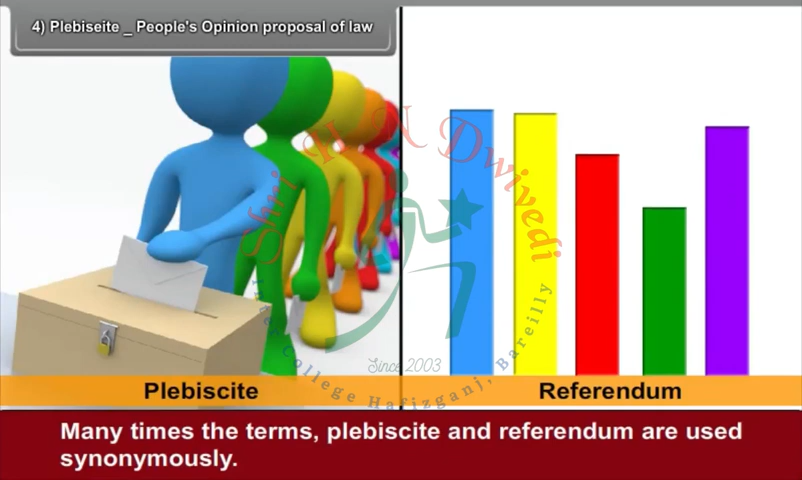 4) Plebiseite _ People's Opinion proposal of law
Shri H N Dwivedi
College Hafizganj, Bareilly
Since 2003
Plebiscite
Referendum
Many times the terms, plebiscite and referendum are used
synonymously.